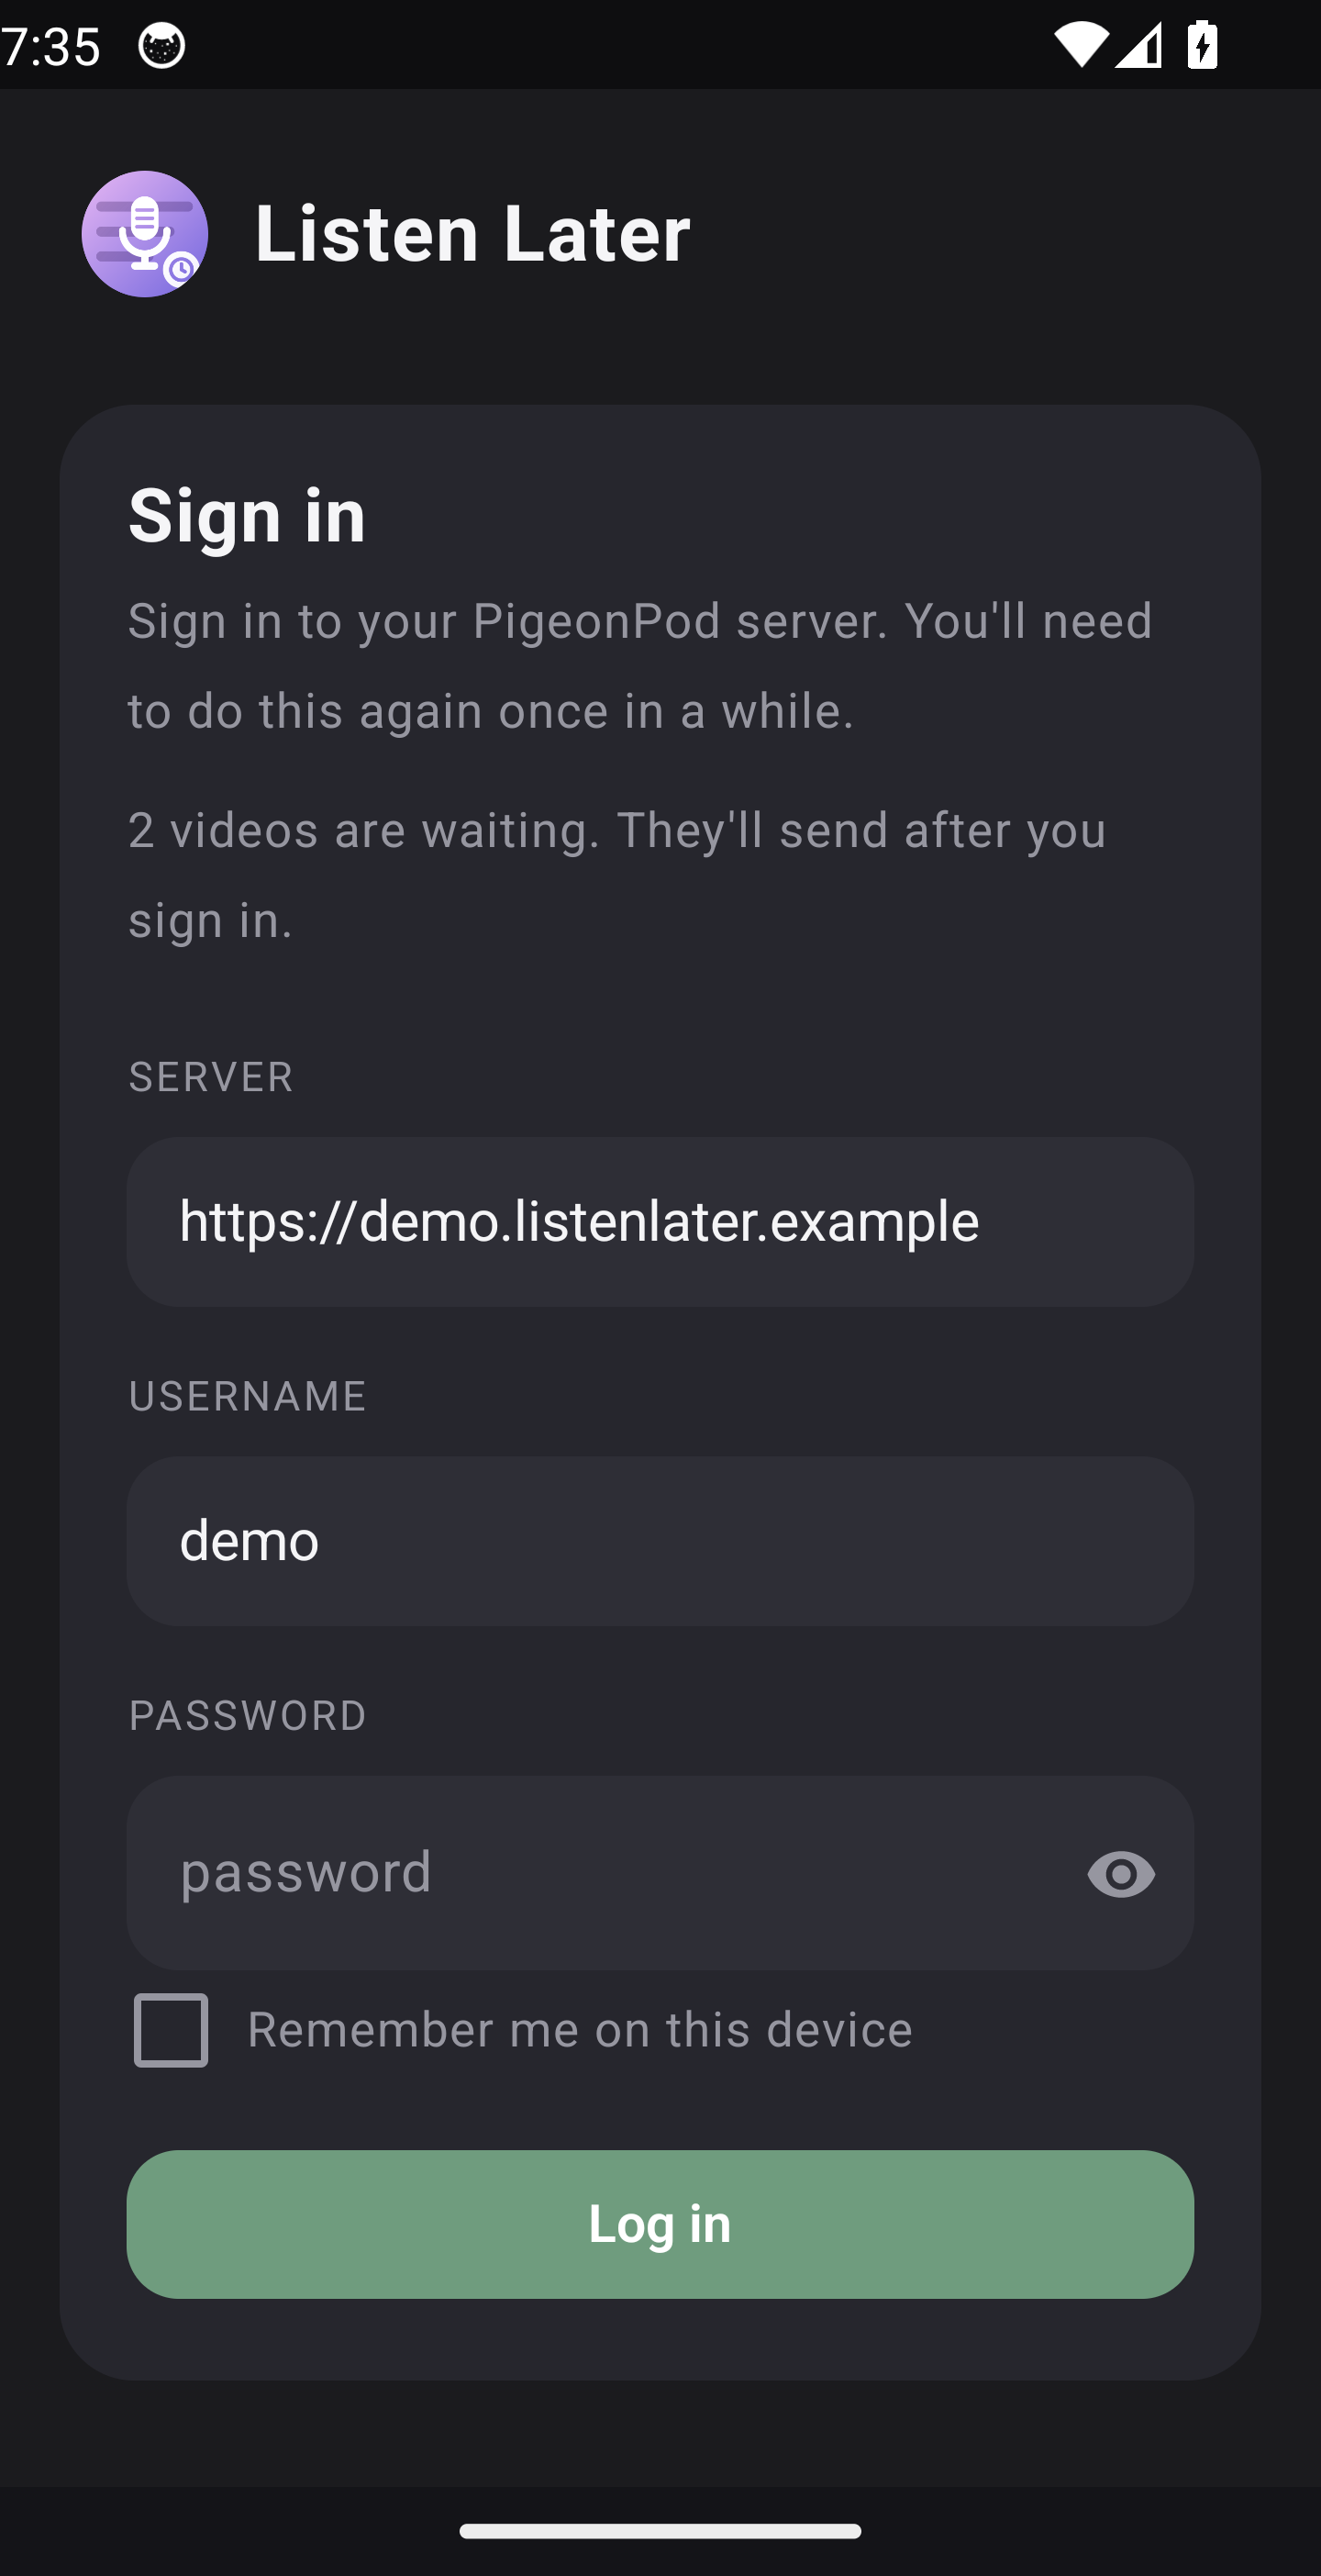 7:35
Listen Later
Sign in
Sign in to your PigeonPod server. You'll need
to do this again once in a while.
2 videos are waiting. They'll send after you
sign in.
SERVER
https://demo.listenlater.example
USERNAME
demo
PASSWORD
password
Remember me on this device
Log in